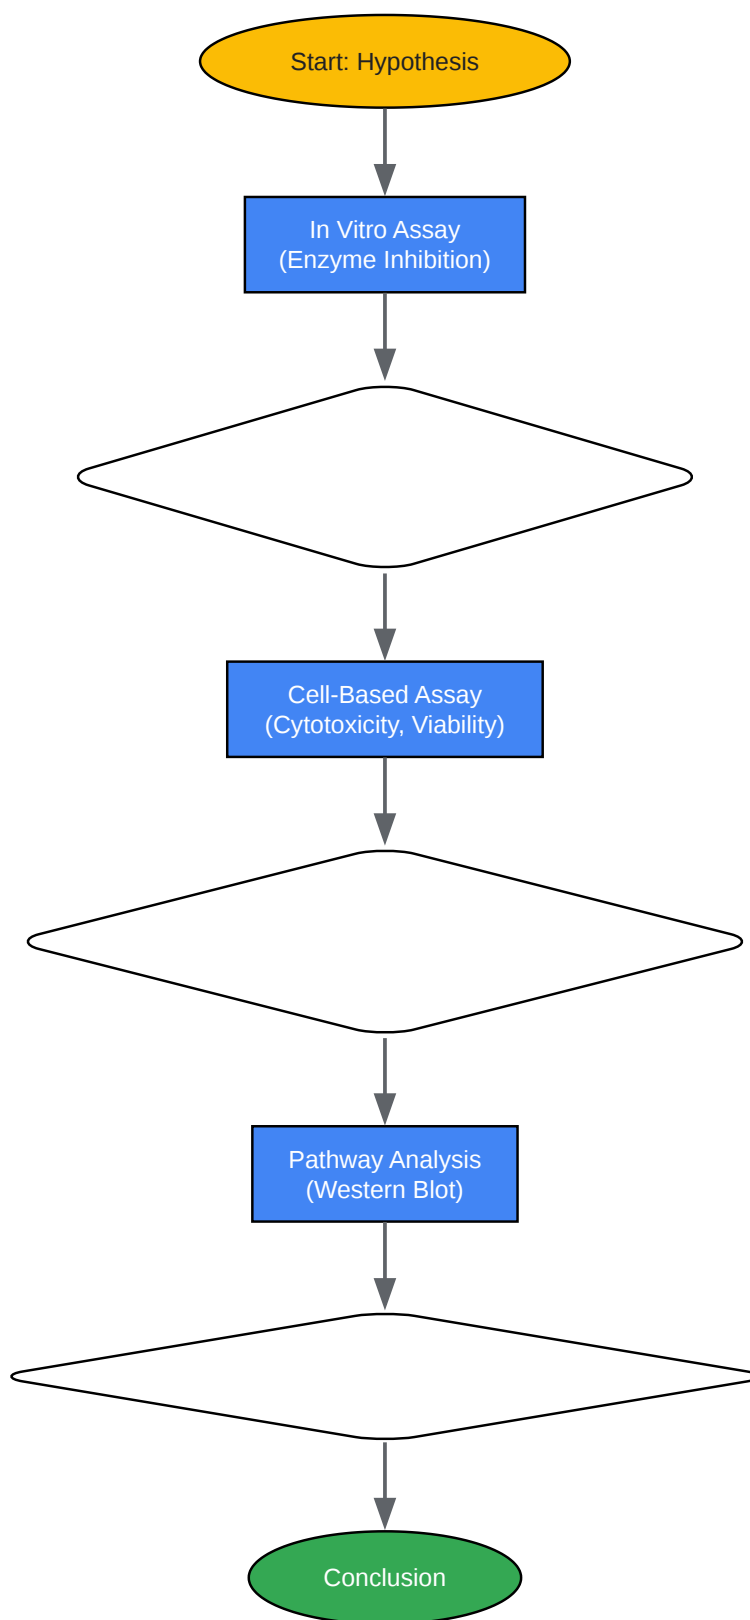 Start: Hypothesis
In Vitro Assay
(Enzyme Inhibition)
Cell-Based Assay
(Cytotoxicity, Viability)
Pathway Analysis
(Western Blot)
Conclusion